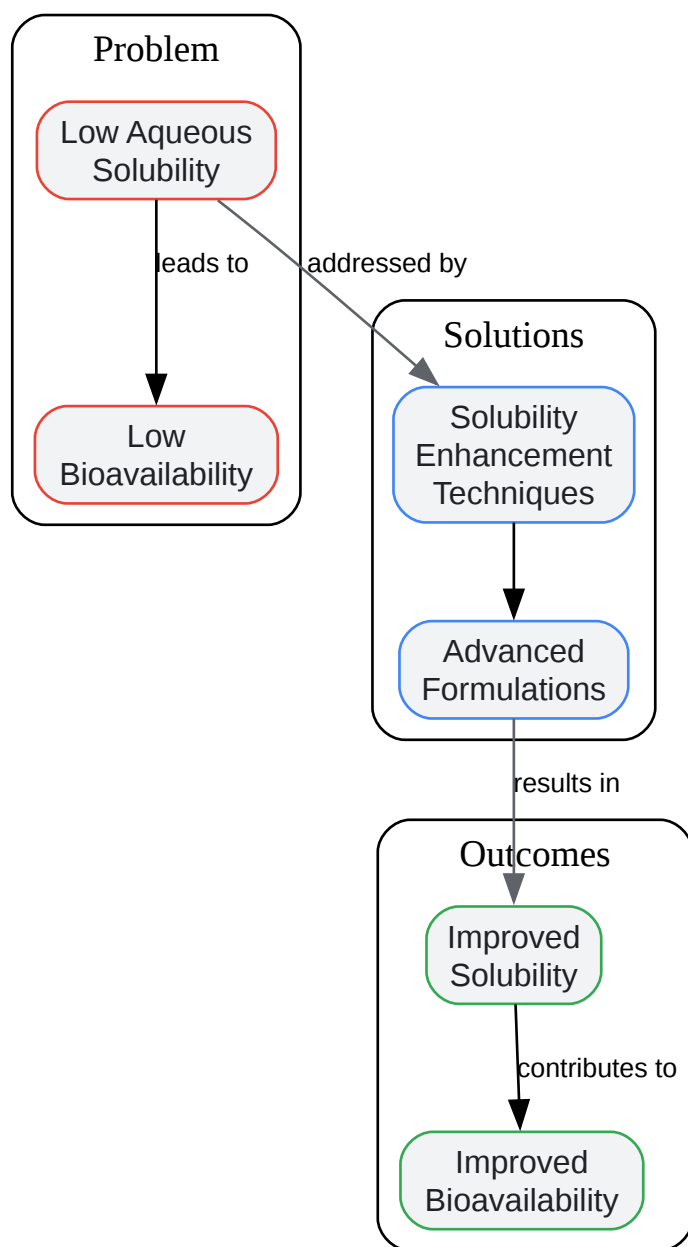 Problem
Low Aqueous
Solubility
leads to
addressed by
Low
Bioavailability
Solutions
Solubility
Enhancement
Techniques
Advanced
Formulations
results in
Outcomes
Improved
Solubility
contributes to
Improved
Bioavailability